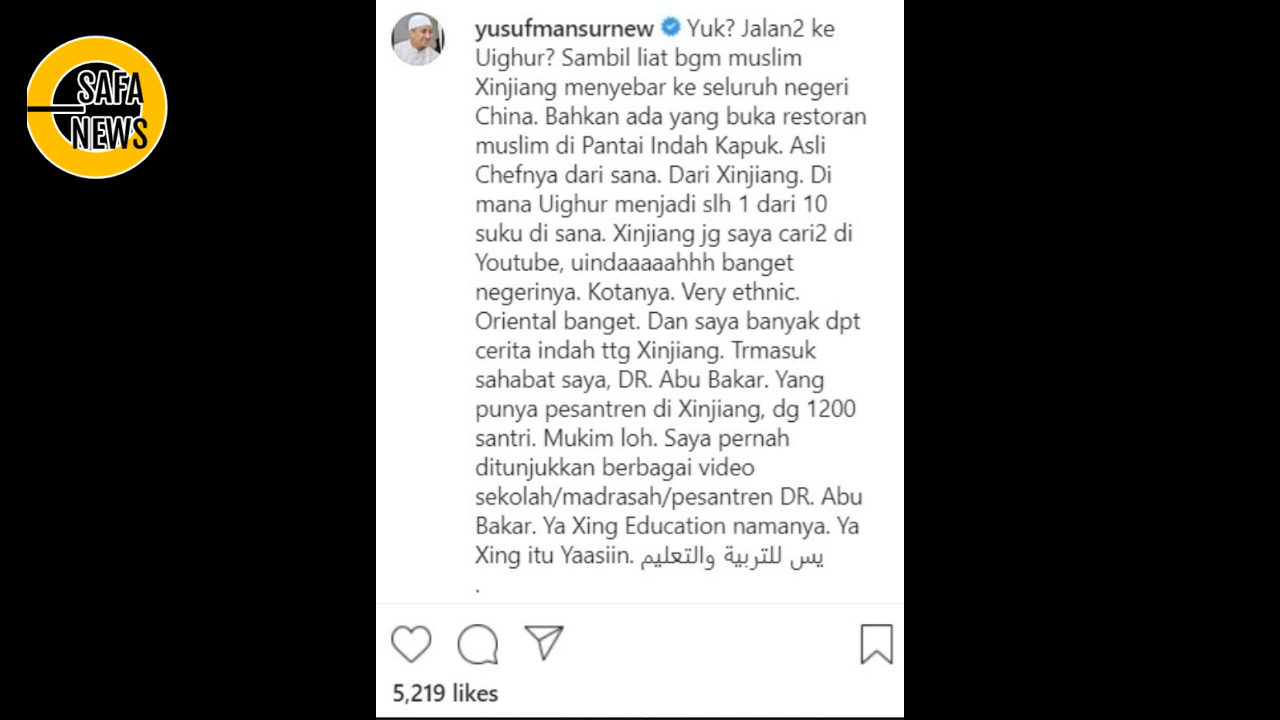 SAFA
NEWS
yusufmansurnew Yuk? Jalan2 ke
Uighur? Sambil liat bgm muslim
Xinjiang menyebar ke seluruh negeri
China. Bahkan ada yang buka restoran
muslim di Pantai Indah Kapuk. Asli
Chefnya dari sana. Dari Xinjiang. Di
mana Uighur menjadi slh 1 dari 10
suku di sana. Xinjiang jg saya cari2 di
Youtube, uindaaaaahhh banget
negerinya. Kotanya. Very ethnic.
Oriental banget. Dan saya banyak dpt
cerita indah ttg Xinjiang. Trmasuk
sahabat saya, DR. Abu Bakar. Yang
punya pesantren di Xinjiang, dg 1200
santri. Mukim loh. Saya pernah
ditunjukkan berbagai video
sekolah/madrasah/pesantren DR. Abu
Bakar. Ya Xing Education namanya. Ya
Xing itu Yaasiin. يس للتربية والتعليم
.
5,219 likes